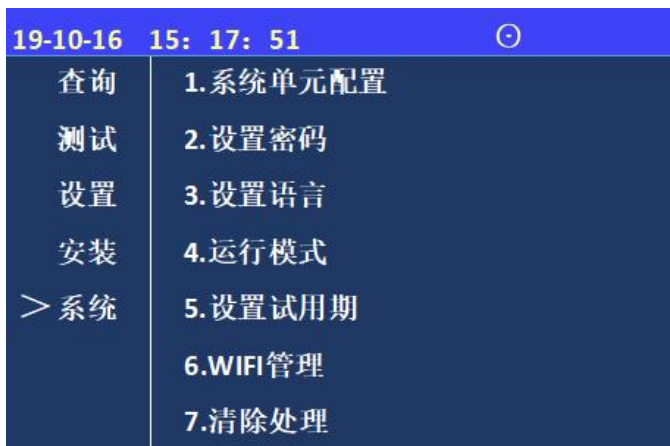 19-10-16 15：17：51
查询 1.系统单元配置
测试 2.设置密码
设置 3.设置语言
安装 4.运行模式
＞系统 5.设置试用期
6.WIFI管理
7.清除处理